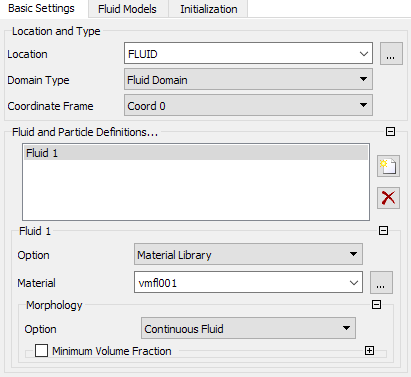 Basic Settings Fluid Models Initialization
Location and Type
Location FLUID ...
Domain Type Fluid Domain
Coordinate Frame Coord 0
Fluid and Particle Definitions...
Fluid 1
Fluid 1
Option Material Library
Material vmfl001 ...
Morphology
Option Continuous Fluid
Minimum Volume Fraction